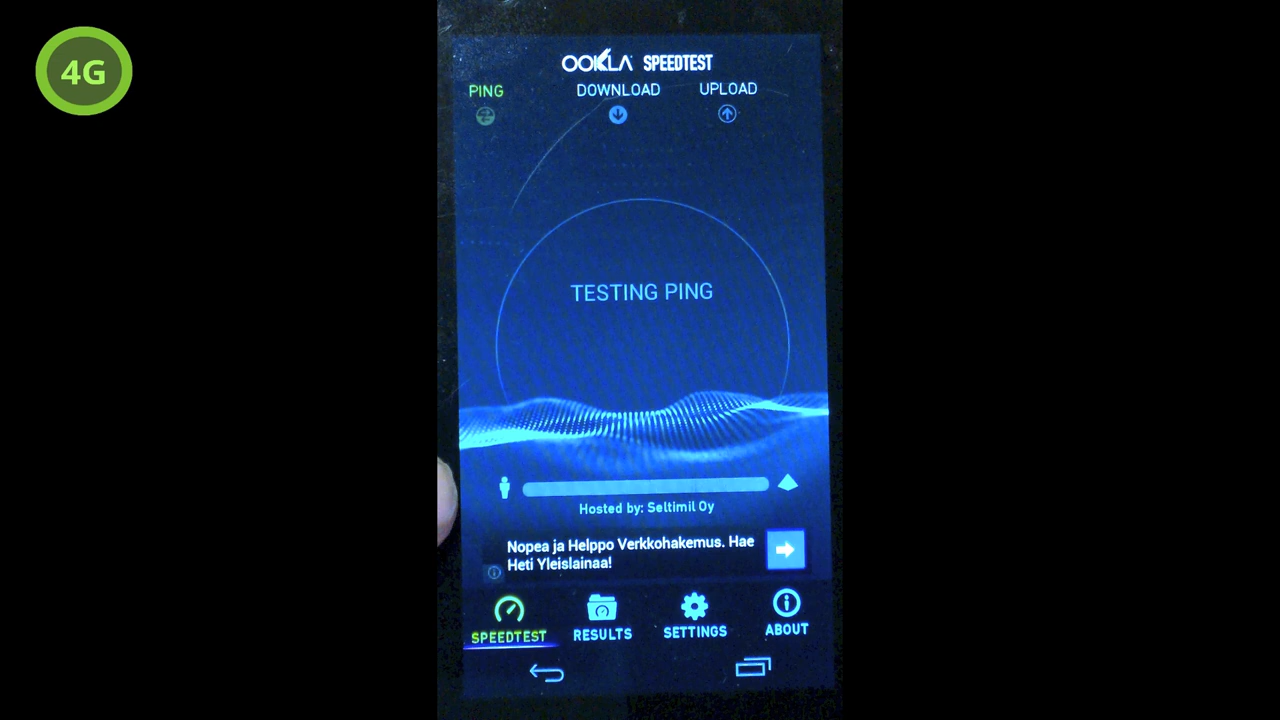 4G
OOKLA SPEEDTEST
PING DOWNLOAD UPLOAD
TESTING PING
Hosted by: Seltimil Oy
Nopea ja Helppo Verkkohakemus. Hae
Heti Yleislainaa!
SPEEDTEST RESULTS SETTINGS ABOUT